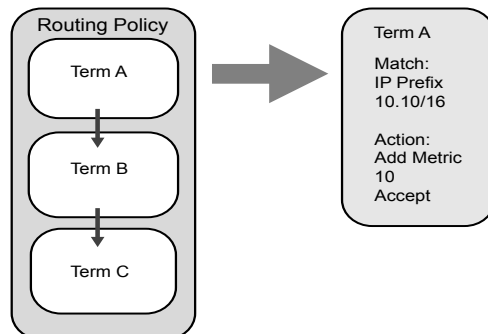 Routing Policy
Term A
Term B
Term C
Term A
Match:
IP Prefix
10.10/16
Action:
Add Metric
10
Accept